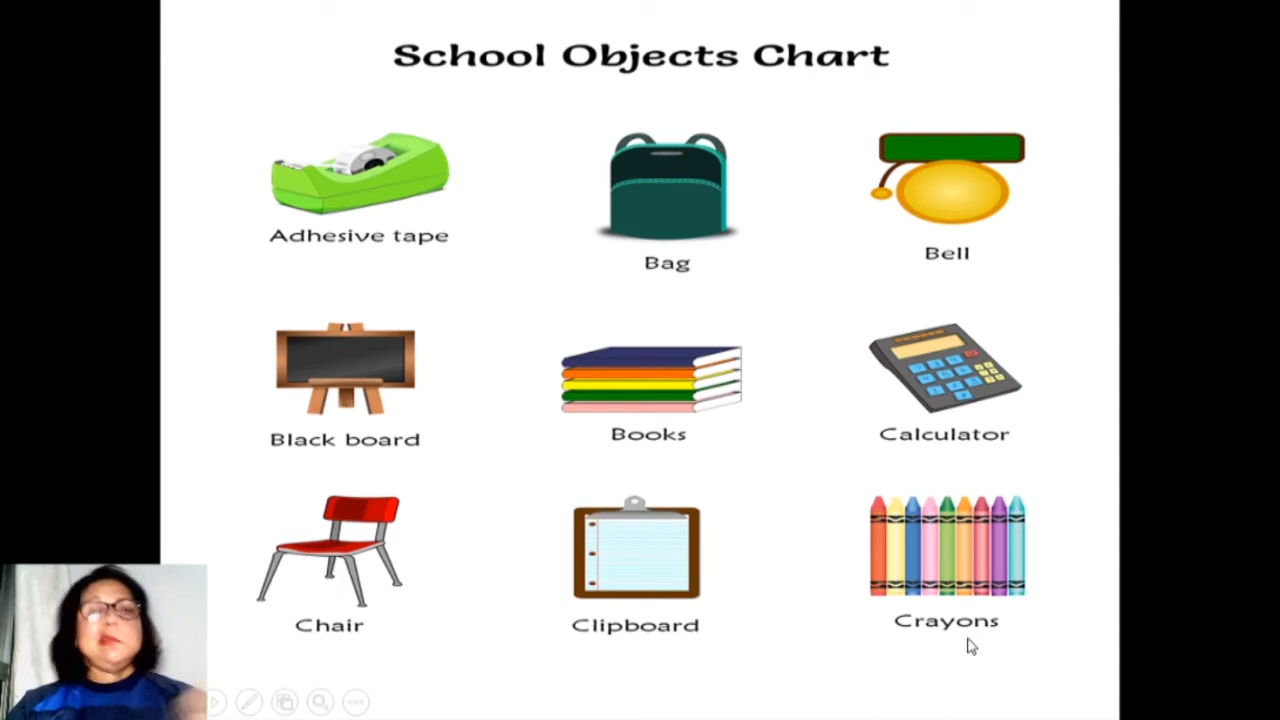 School Objects Chart
Adhesive tape
Bag
Bell
Black board
Books
Calculator
Chair
Clipboard
Crayons